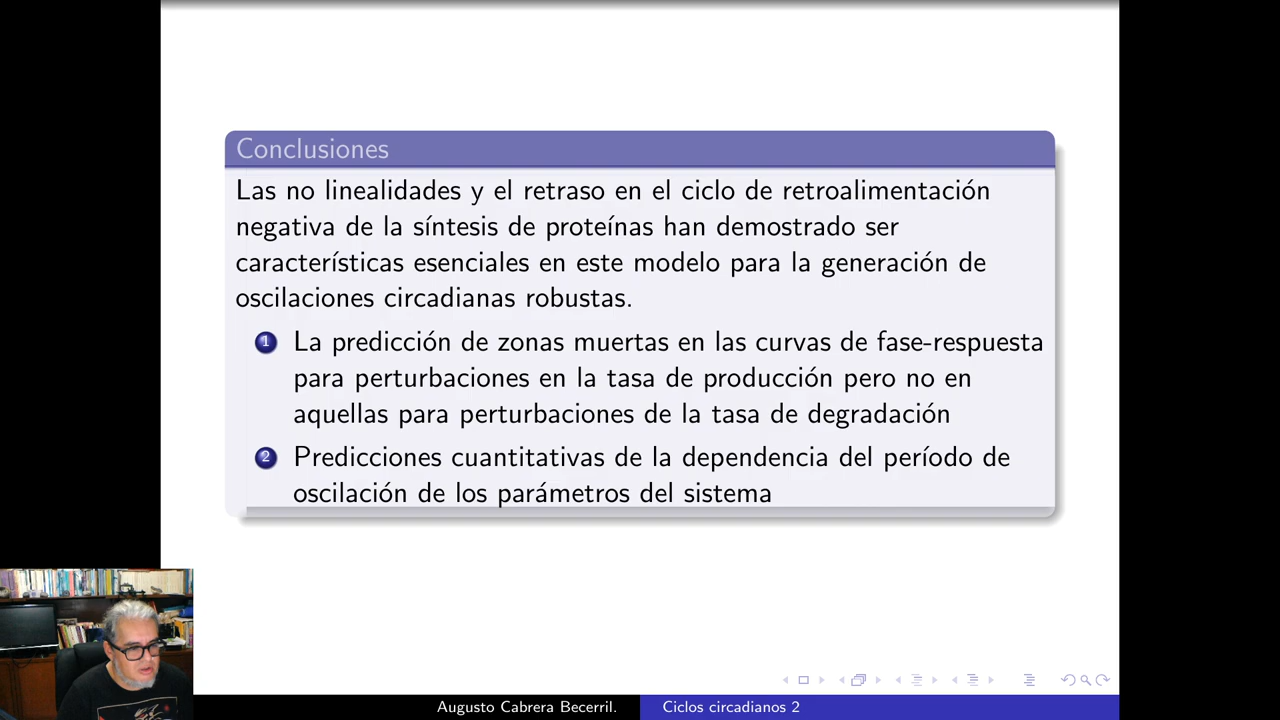 Conclusiones
Las no linealidades y el retraso en el ciclo de retroalimentación
negativa de la síntesis de proteínas han demostrado ser
características esenciales en este modelo para la generación de
oscilaciones circadianas robustas.
1 La predicción de zonas muertas en las curvas de fase-respuesta
para perturbaciones en la tasa de producción pero no en
aquellas para perturbaciones de la tasa de degradación
2 Predicciones cuantitativas de la dependencia del período de
oscilación de los parámetros del sistema
Augusto Cabrera Becerril.
Ciclos circadianos 2